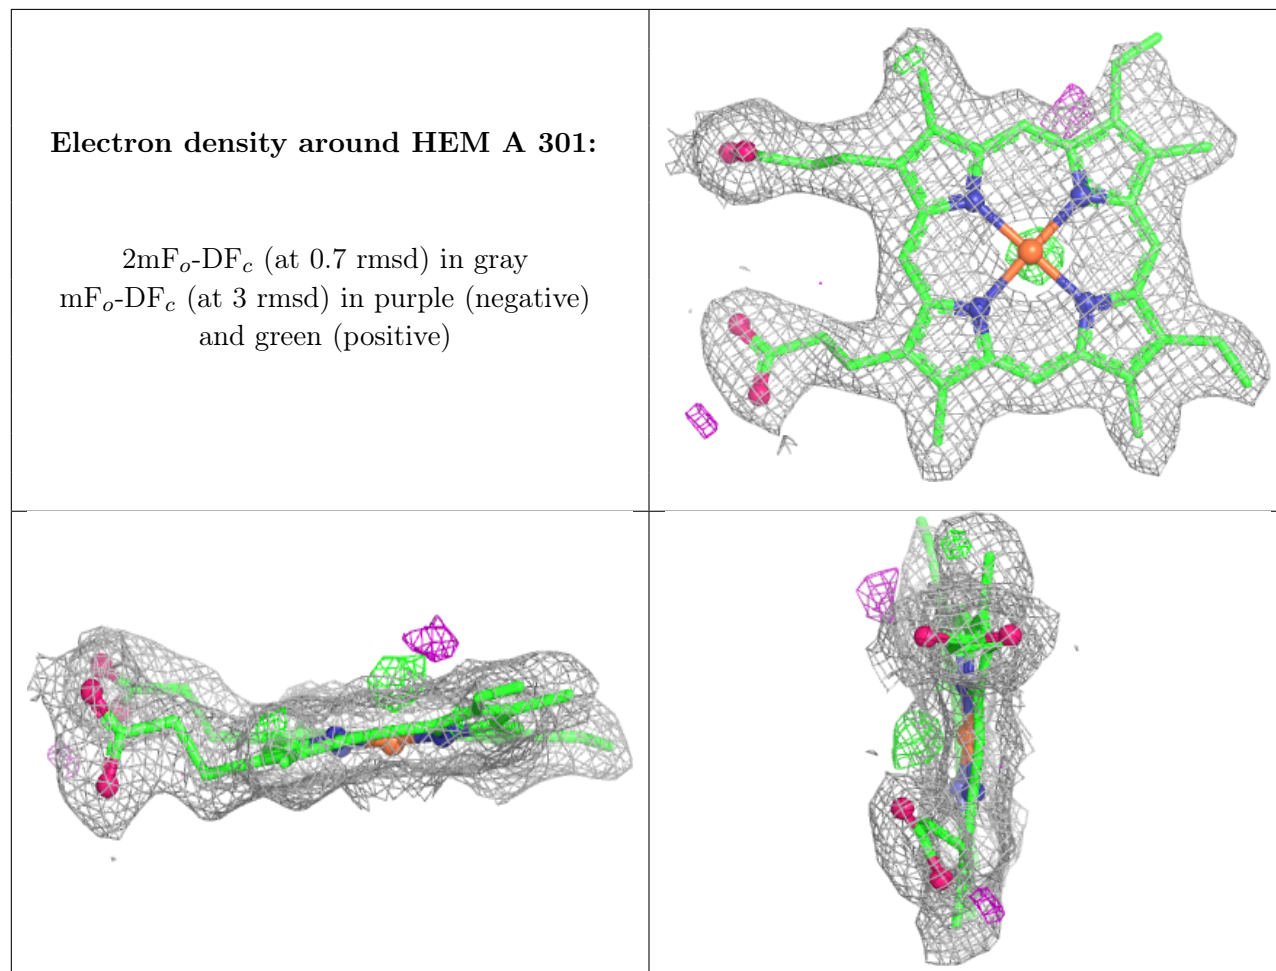 Electron density around HEM A 301:
2mFo-DFc (at 0.7 rmsd) in gray
mFo-DFc (at 3 rmsd) in purple (negative)
and green (positive)